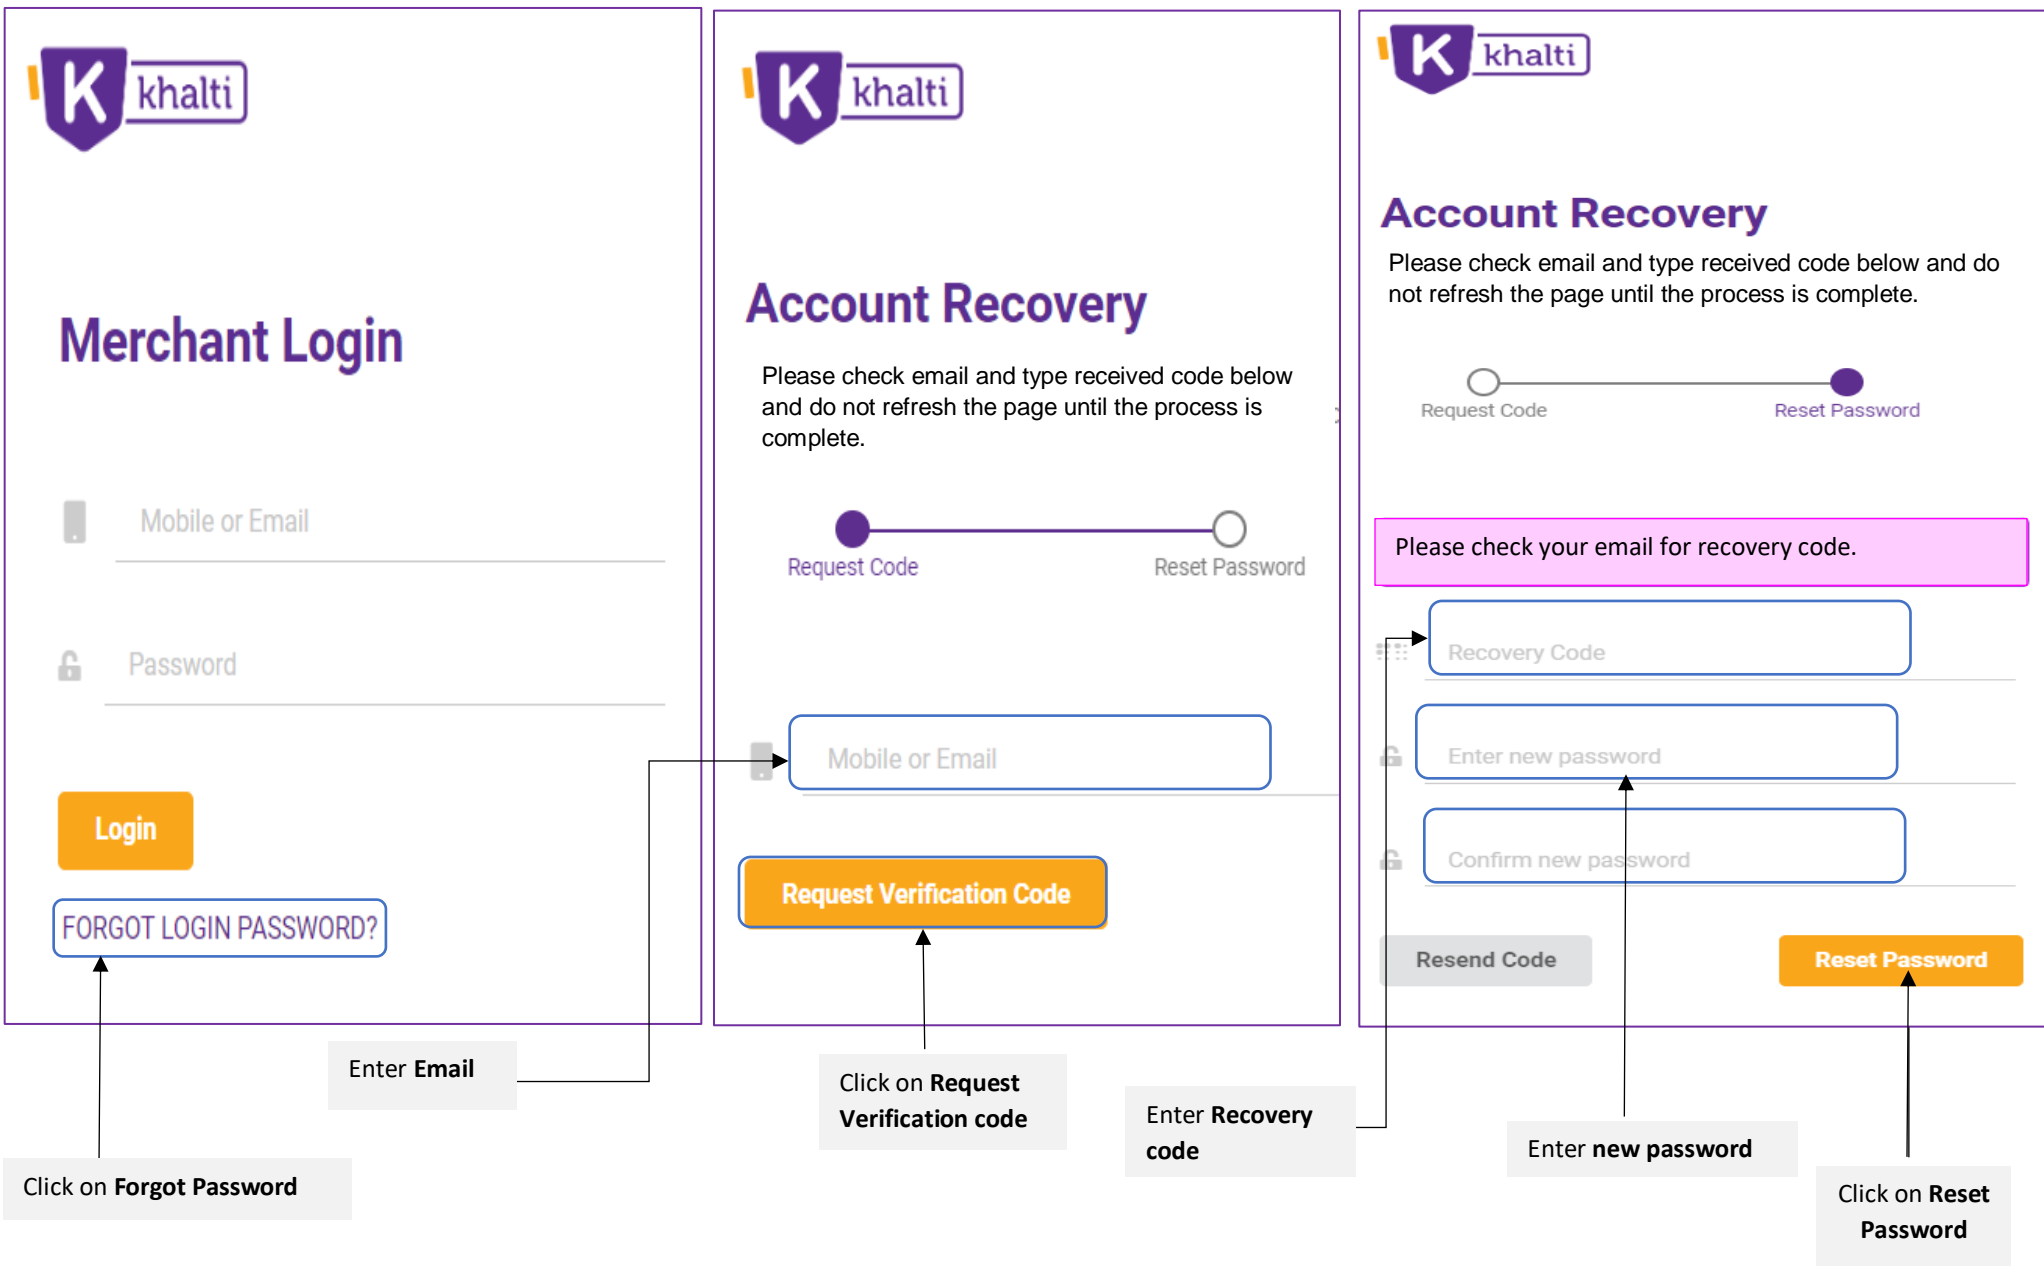 K khalti
Merchant Login
Mobile or Email
Password
Login
FORGOT LOGIN PASSWORD?
Click on Forgot Password
Enter Email
K khalti
Account Recovery
Please check email and type received code below
and do not refresh the page until the process is
complete.
Request Code
Reset Password
Mobile or Email
Request Verification Code
Click on Request
Verification code
K khalti
Account Recovery
Please check email and type received code below and do
not refresh the page until the process is complete.
Request Code
Reset Password
Please check your email for recovery code.
Recovery Code
Enter new password
Confirm new password
Resend Code
Reset Password
Enter Recovery
code
Enter new password
Click on Reset
Password